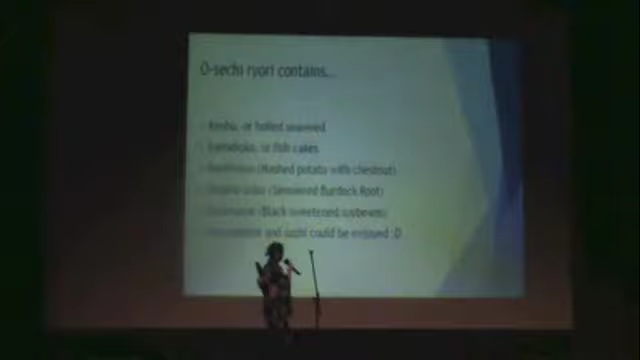 O-sechi ryori contains...
or boiled seaweed
or fish cakes
(Mashed potato with chestnut)
(Simmered Burdock Root)
(Black sweetened soybeans)
and sushi could be enjoyed :D